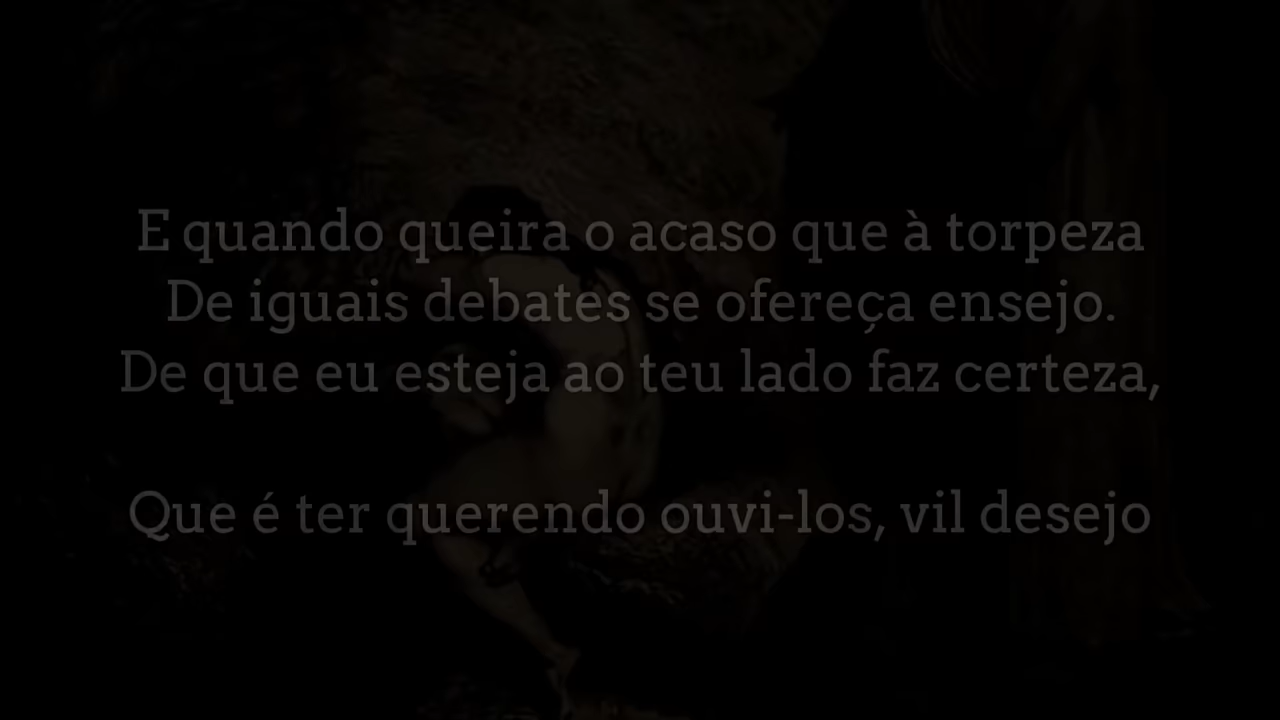 E quando queira o acaso que à torpeza
De iguais debates se ofereça ensejo.
De que eu esteja ao teu lado faz certeza,
Que é ter querendo ouvi-los, vil desejo